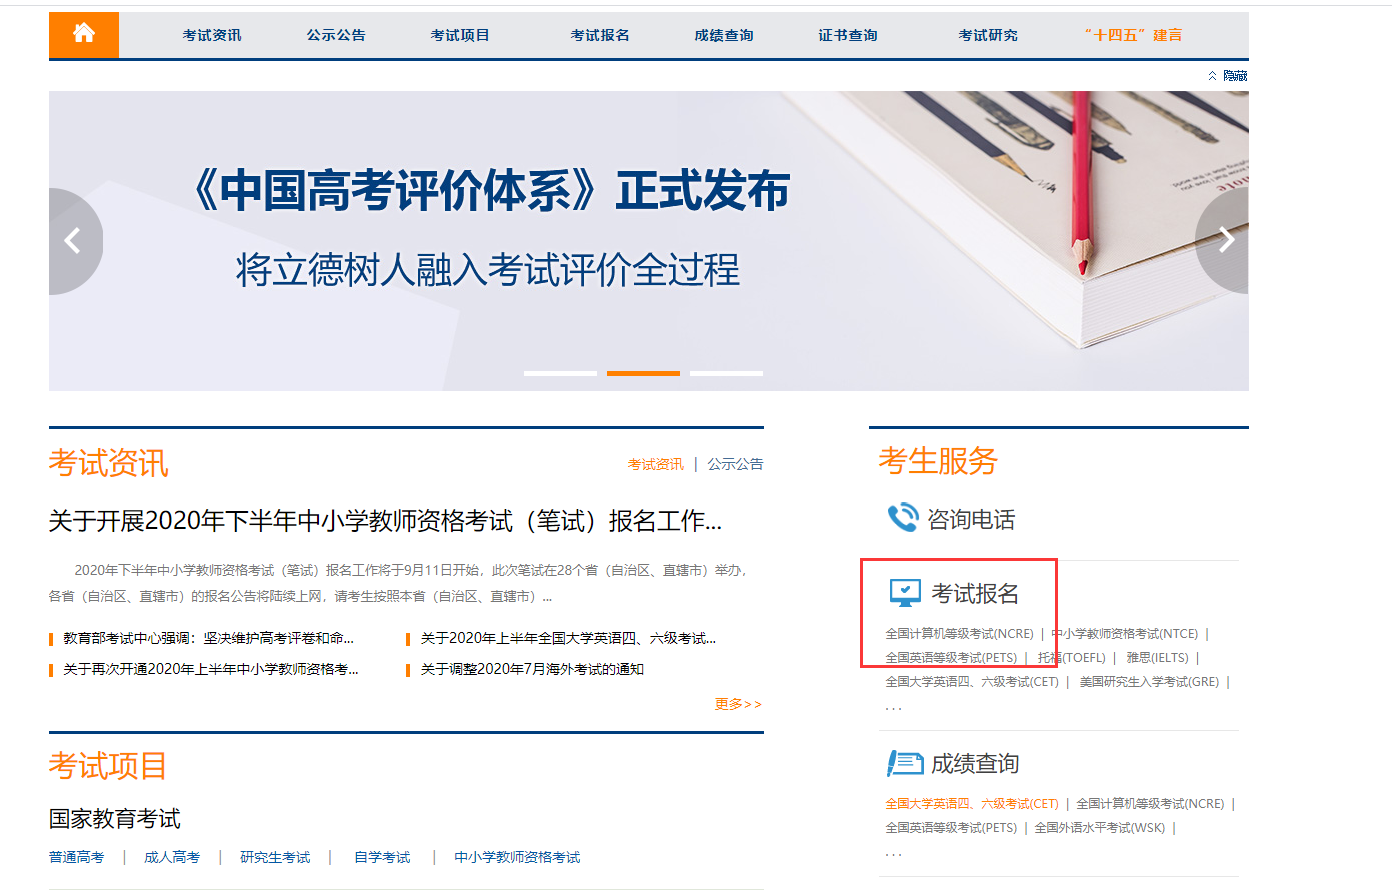 考试资讯 公示公告 考试项目 考试报名 成绩查询 证书查询 考试研究 “十四五”建言
隐藏
《中国高考评价体系》正式发布
将立德树人融入考试评价全过程
考试资讯
考试资讯 | 公示公告
关于开展2020年下半年中小学教师资格考试（笔试）报名工作...
2020年下半年中小学教师资格考试（笔试）报名工作将于9月11日开始，此次笔试在28个省（自治区、直辖市）举办，
各省（自治区、直辖市）的报名公告将陆续上网，请考生按照本省（自治区、直辖市）...
教育部考试中心强调：坚决维护高考评卷和命...
关于2020年上半年全国大学英语四、六级考试...
关于再次开通2020年上半年中小学教师资格考...
关于调整2020年7月海外考试的通知
更多>>
考试项目
国家教育考试
普通高考 | 成人高考 | 研究生考试 | 自学考试 | 中小学教师资格考试
考生服务
咨询电话
考试报名
全国计算机等级考试(NCRE) | 中小学教师资格考试(NTCE) |
全国英语等级考试(PETS) | 托福(TOEFL) | 雅思(IELTS) |
全国大学英语四、六级考试(CET) | 美国研究生入学考试(GRE) |
...
成绩查询
全国大学英语四、六级考试(CET) | 全国计算机等级考试(NCRE) |
全国英语等级考试(PETS) | 全国外语水平考试(WSK) |
...